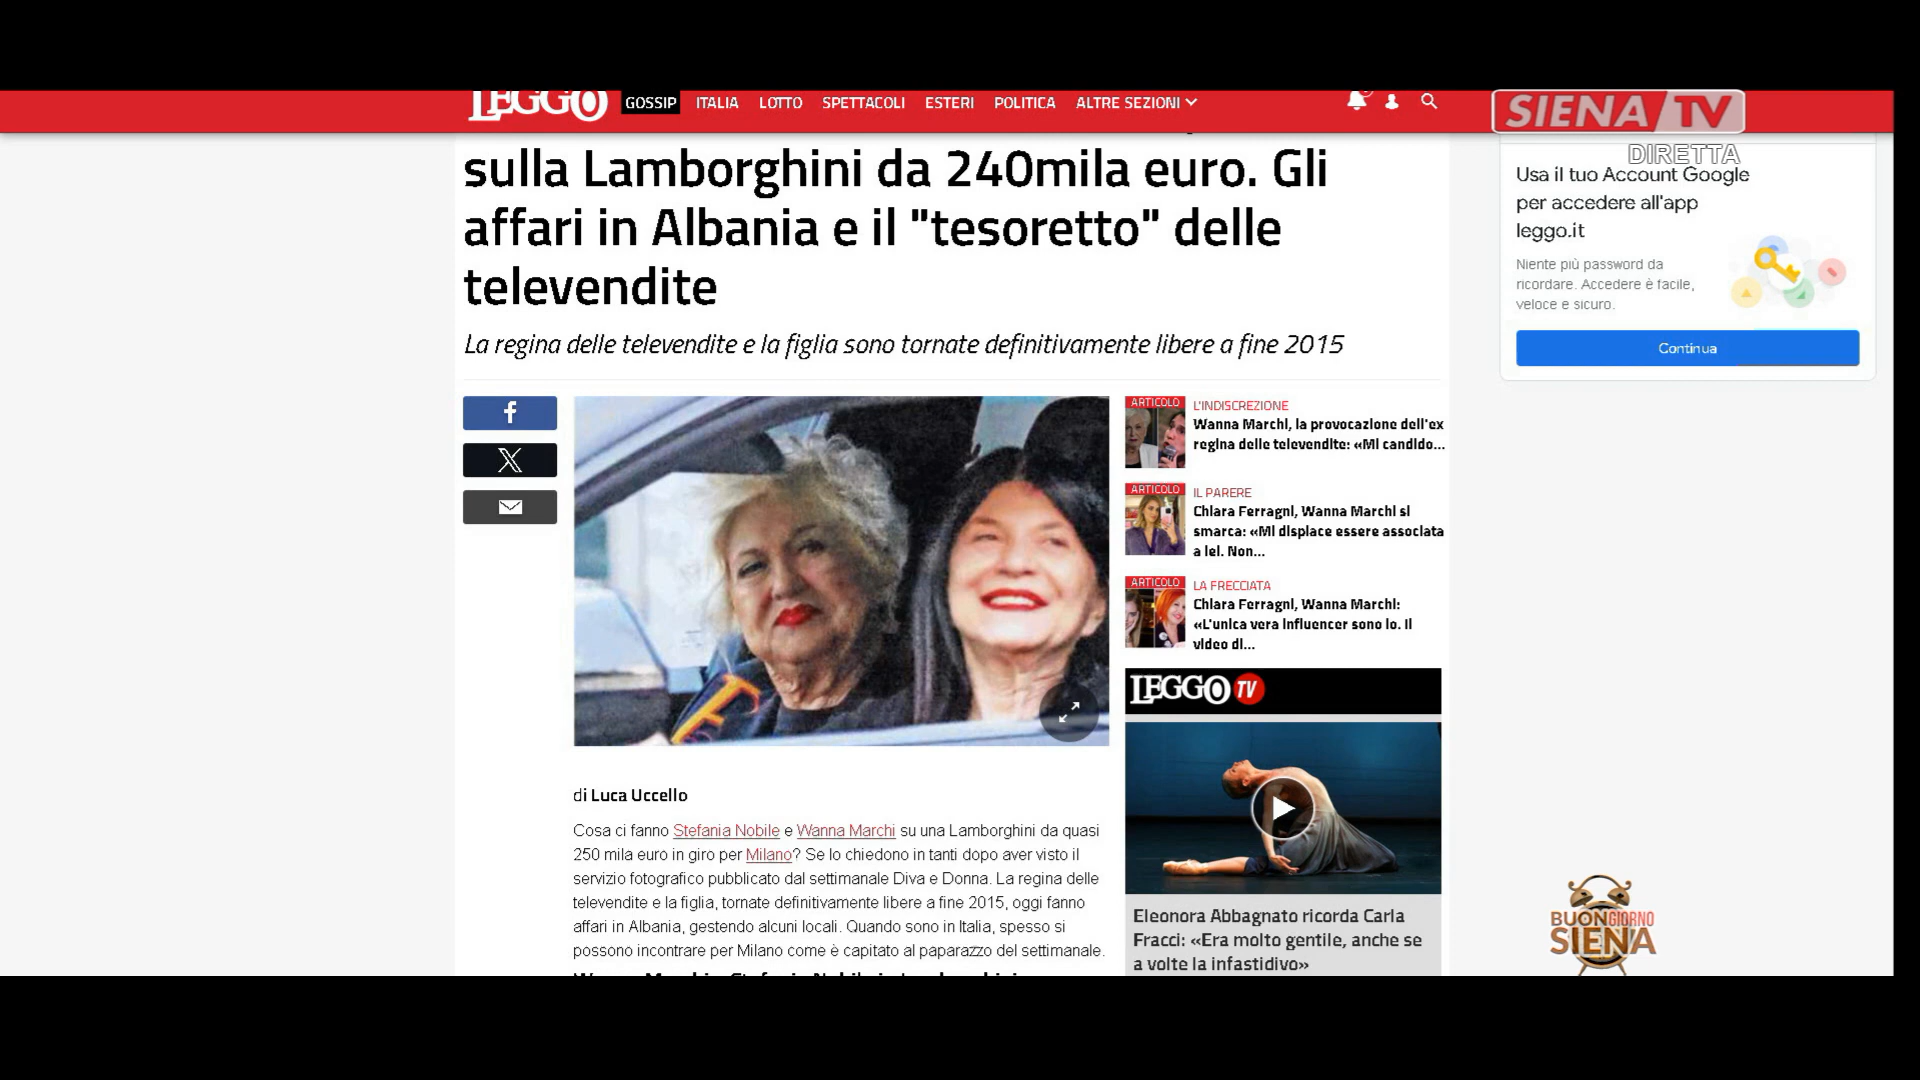 LEGGO
GOSSIP ITALIA LOTTO SPETTACOLI ESTERI POLITICA ALTRE SEZIONI
SIENA TV
DIRETTA
sulla Lamborghini da 240mila euro. Gli
affari in Albania e il "tesoretto" delle
televendite
La regina delle televendite e la figlia sono tornate definitivamente libere a fine 2015
Usa il tuo Account Google
per accedere all'app
leggo.it
Niente più password da
ricordare. Accedere è facile,
veloce e sicuro.
Continua
ARTICOLO
L'INDISCREZIONE
Wanna Marchi, la provocazione dell'ex
regina delle televendite: «Mi candido...
ARTICOLO
IL PARERE
Chiara Ferragni, Wanna Marchi si
smarca: «Mi dispiace essere associata
a lei. Non...
ARTICOLO
LA FRECCIATA
Chiara Ferragni, Wanna Marchi:
«L'unica vera influencer sono io. Il
video di...
LEGGO TV
di Luca Uccello
Cosa ci fanno Stefania Nobile e Wanna Marchi su una Lamborghini da quasi
250 mila euro in giro per Milano? Se lo chiedono in tanti dopo aver visto il
servizio fotografico pubblicato dal settimanale Diva e Donna. La regina delle
televendite e la figlia, tornate definitivamente libere a fine 2015, oggi fanno
affari in Albania, gestendo alcuni locali. Quando sono in Italia, spesso si
possono incontrare per Milano come è capitato al paparazzo del settimanale.
Eleonora Abbagnato ricorda Carla
Fracci: «Era molto gentile, anche se
a volte la infastidivo»
BUONGIORNO
SIENA